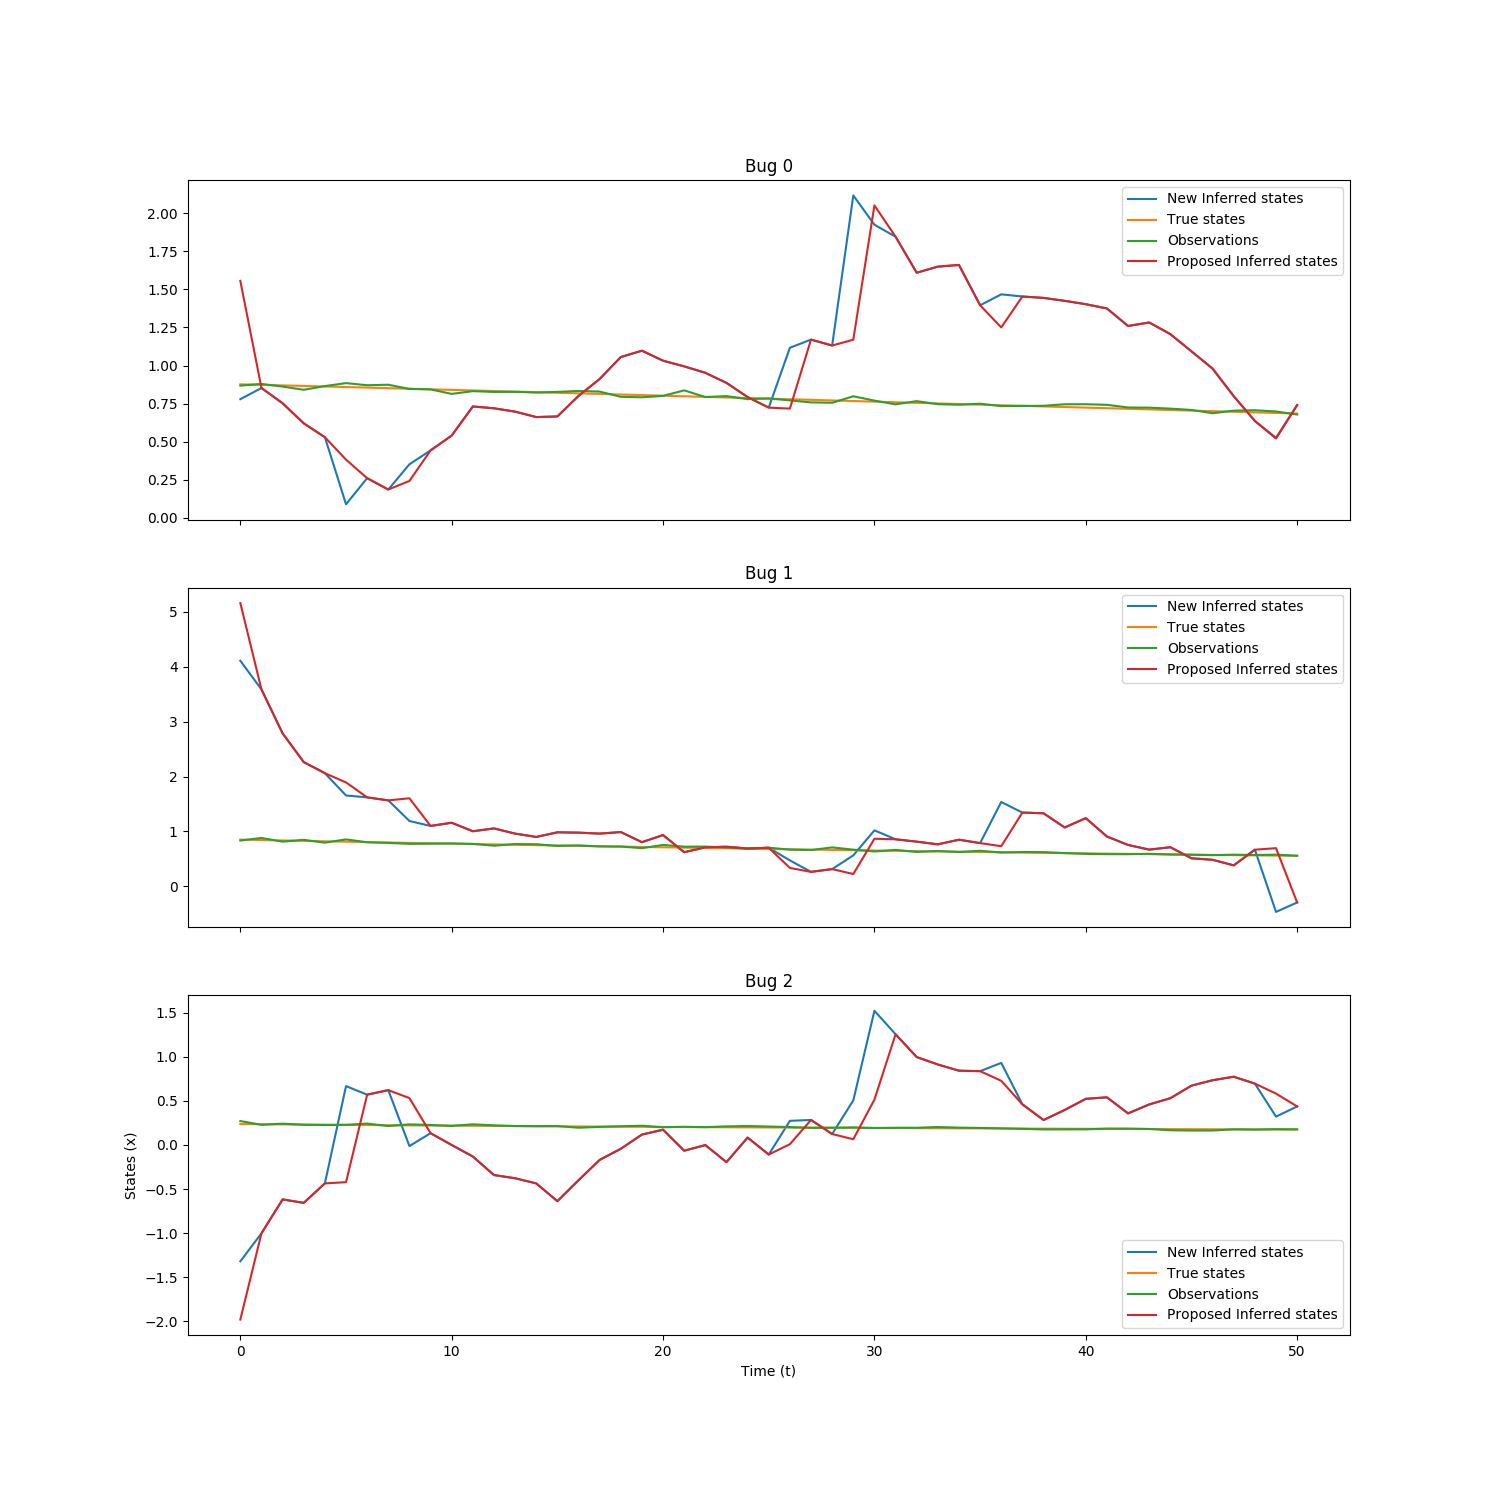 Bug 0
2.00
1.75
1.50
1.25
1.00
0.75
0.50
0.25
0.00
New Inferred states
True states
Observations
Proposed Inferred states
Bug 1
5
4
3
2
1
0
New Inferred states
True states
Observations
Proposed Inferred states
Bug 2
States (x)
1.5
1.0
0.5
0.0
−0.5
−1.0
−1.5
−2.0
New Inferred states
True states
Observations
Proposed Inferred states
0 10 20 30 40 50
Time (t)